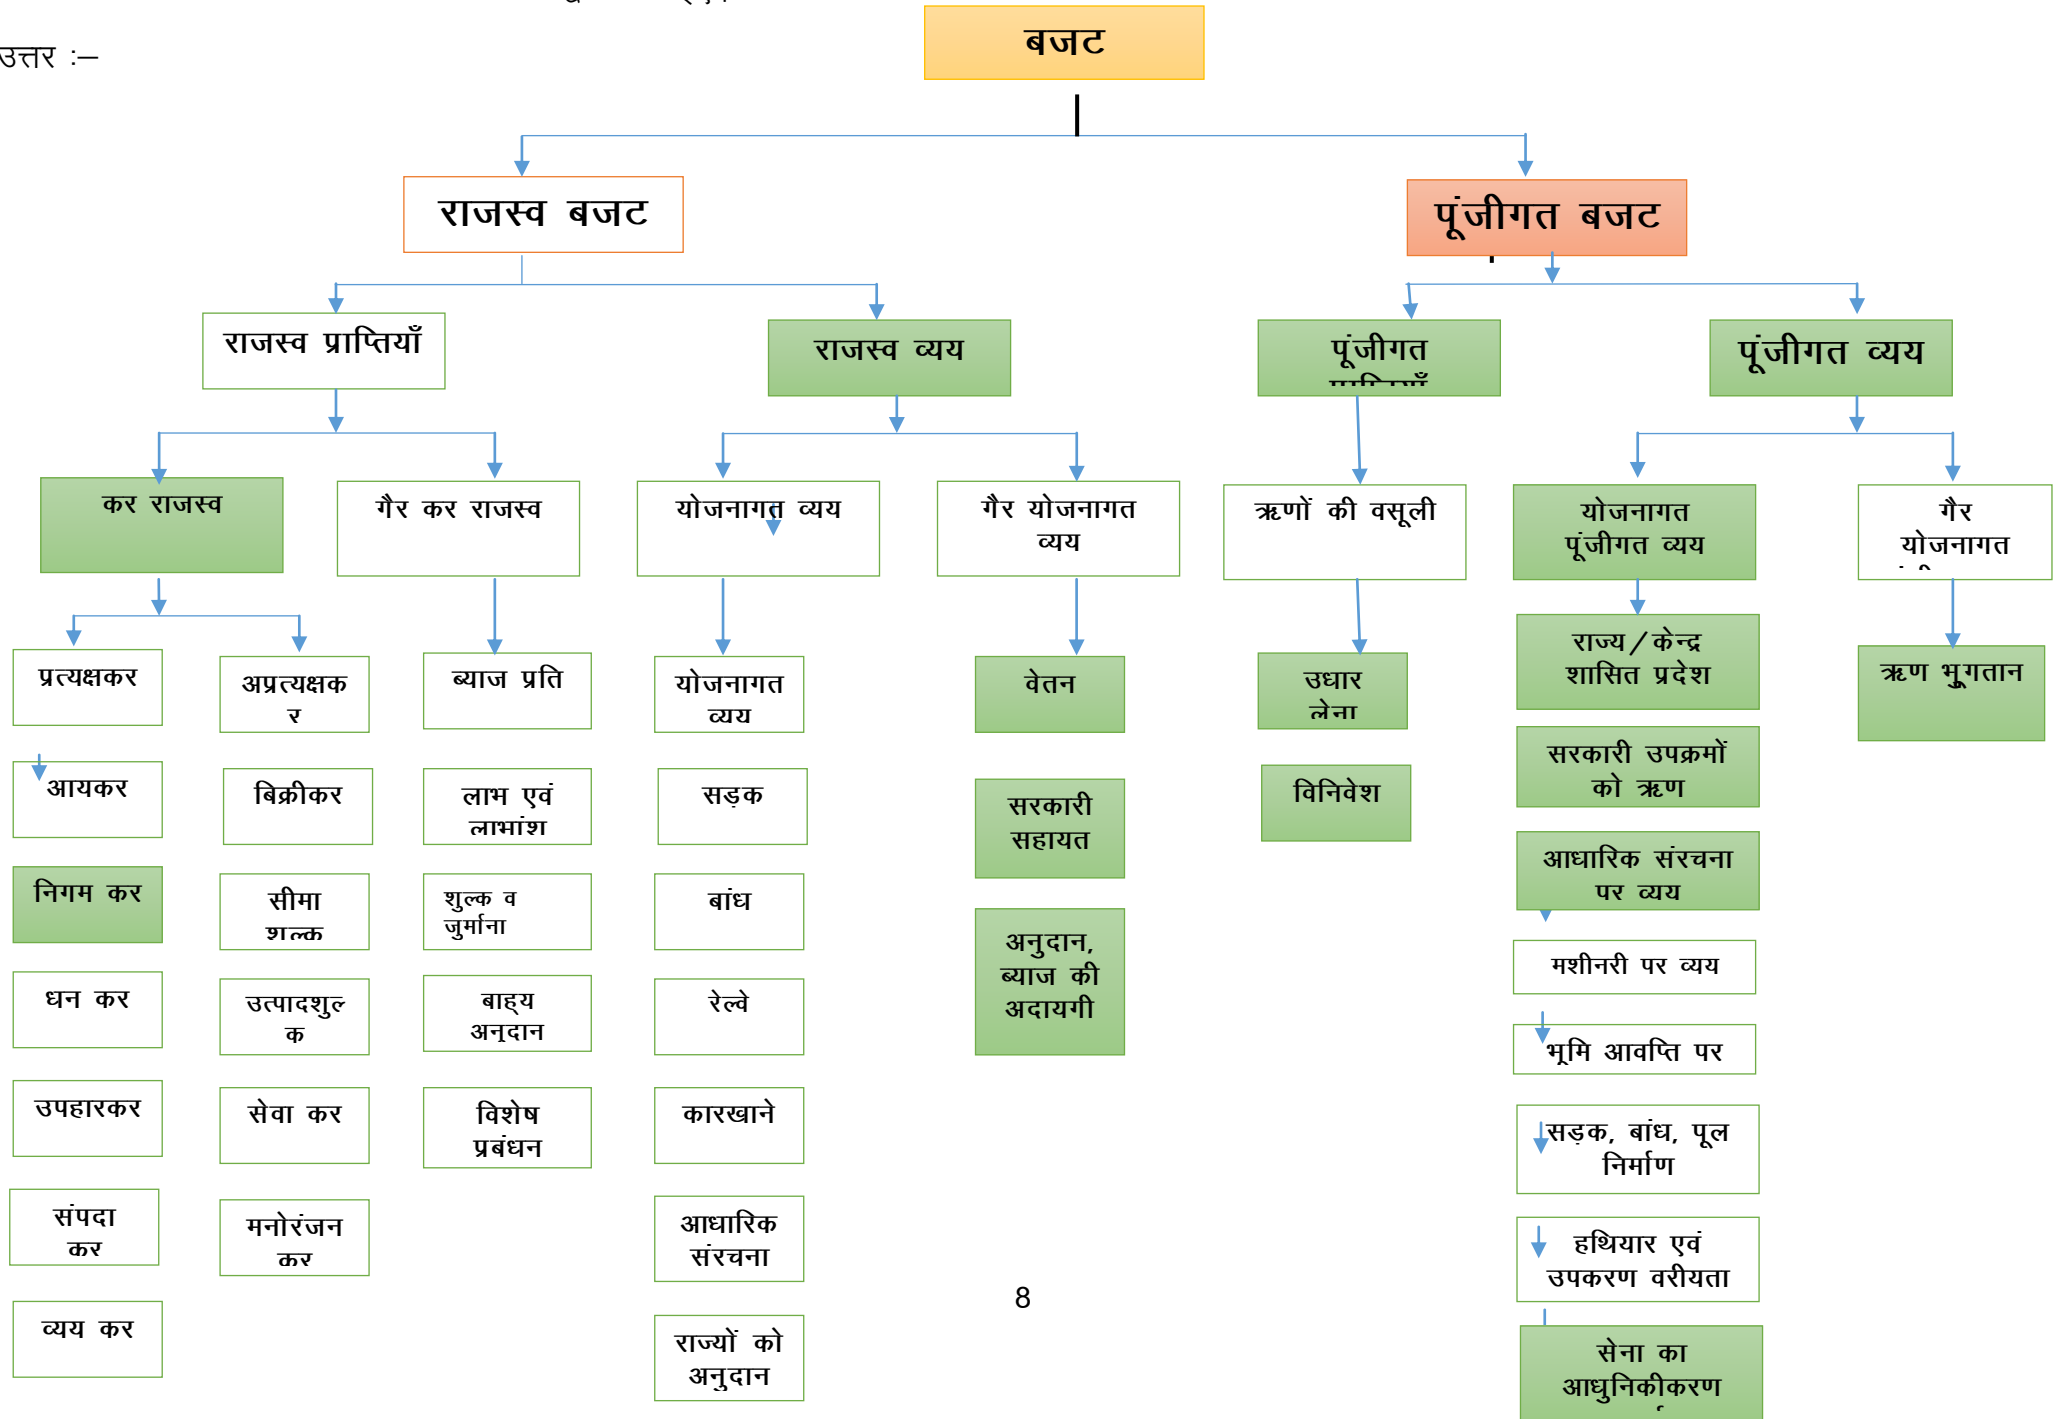 उत्तर :–
बजट
राजस्व बजट
पूंजीगत बजट
राजस्व प्राप्तियाँ
राजस्व व्यय
पूंजीगत
पूंजीगत व्यय
कर राजस्व
गैर कर राजस्व
योजनागत व्यय
गैर योजनागत
व्यय
ऋणों की वसूली
योजनागत
पूंजीगत व्यय
गैर
योजनागत
प्रत्यक्षकर
अप्रत्यक्षक
र
ब्याज प्रति
योजनागत
व्यय
वेतन
उधार
लेना
राज्य/केन्द्र
शासित प्रदेश
ऋण भुगतान
आयकर
बिक्रीकर
लाभ एवं
लाभांश
सड़क
सरकारी
सहायत
विनिवेश
सरकारी उपक्रमों
को ऋण
निगम कर
सीमा
शुल्क
शुल्क व
जुर्माना
बांध
अनुदान,
ब्याज की
अदायगी
आधारिक संरचना
पर व्यय
मशीनरी पर व्यय
धन कर
उत्पादशुल्
क
बाह्य
अनुदान
रेल्वे
भूमि आवप्ति पर
उपहारकर
सेवा कर
विशेष
प्रबंधन
कारखाने
सड़क, बांध, पूल
निर्माण
संपदा
कर
मनोरंजन
कर
आधारिक
संरचना
हथियार एवं
उपकरण वरीयता
व्यय कर
राज्यों को
अनुदान
सेना का
आधुनिकीकरण
8